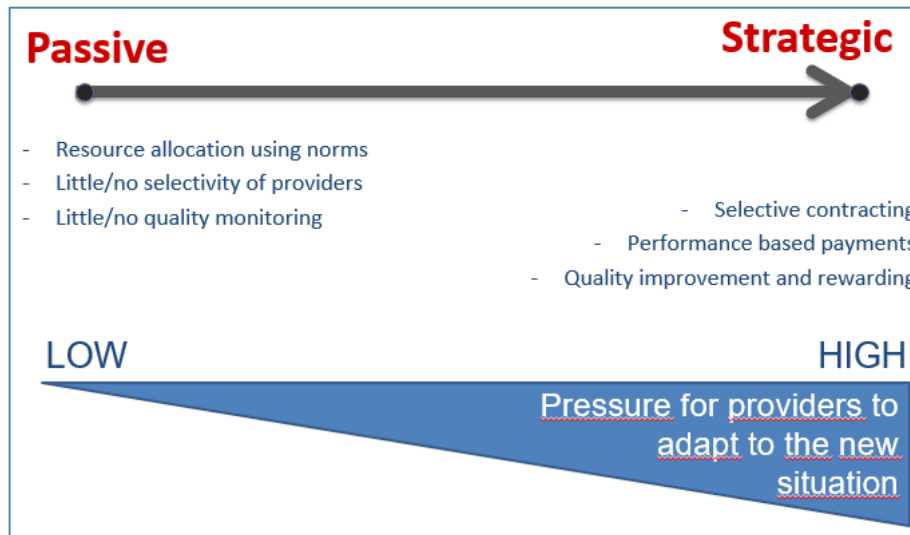 Passive
Strategic
- Resource allocation using norms
- Little/no selectivity of providers
- Little/no quality monitoring
- Selective contracting
- Performance based payments
- Quality improvement and rewarding
LOW
HIGH
Pressure for providers to
adapt to the new
situation